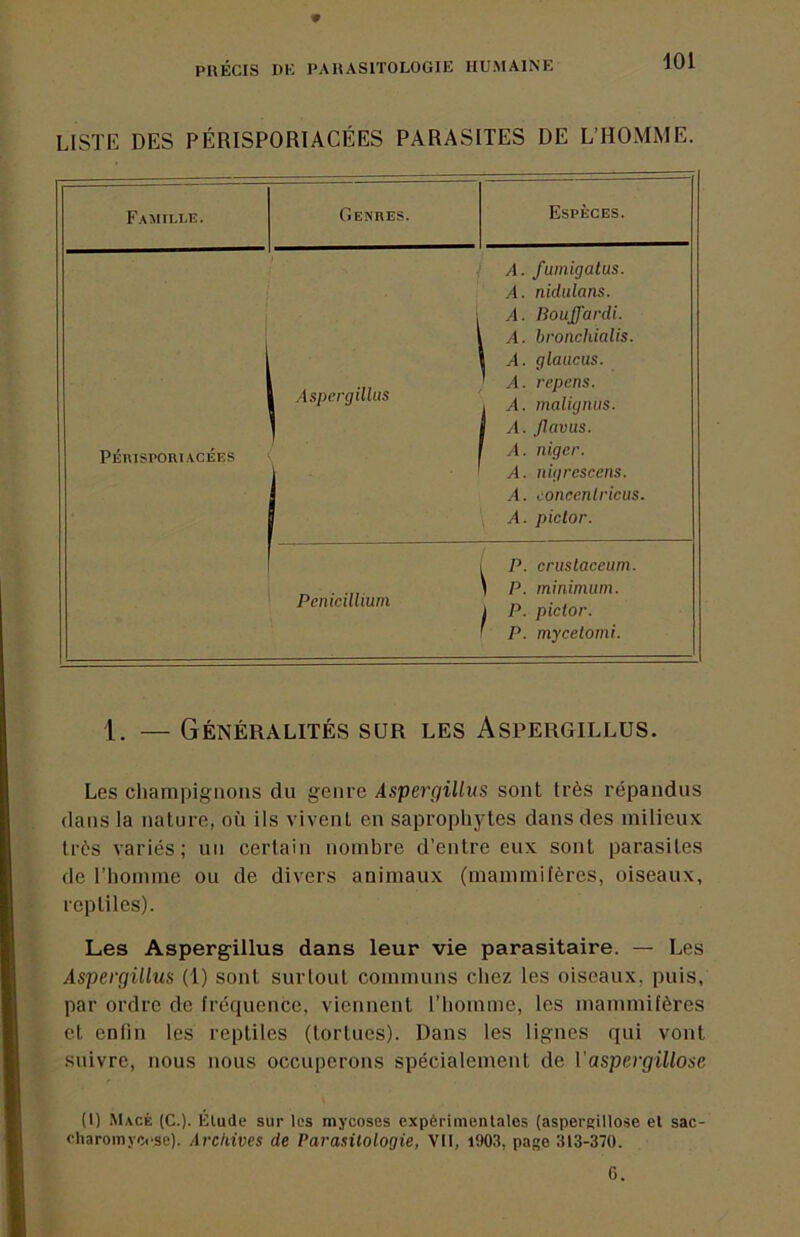 PRÉCIS DE PARASITOLOGIE HUMAINE 101
LISTE DES PÉRISPORIACÉES PARASITES DE L'HOMME.
FAMILLE. GENRES. ESPÈCES.
A. fumigatus.
A. nidulans.
A. Bouffardi.
A. bronchialis.
A. glaucus.
A. repens.
Aspergillus
A. malignus.
A. flavus.
PÉRISPORIACÉES
A. niger.
A. nigrescens.
A. concentricus.
A. pictor.
P. crustaceum.
P. minimum.
Penicillium
P. pictor.
P. mycetomi.
1. — GÉNÉRALITÉS SUR LES ASPERGILLUS.
Les champignons du genre Aspergillus sont très répandus
dans la nature, où ils vivent en saprophytes dans des milieux
très variés; un certain nombre d'entre eux sont parasites
de l'homme ou de divers animaux (mammifères, oiseaux,
reptiles).
Les Aspergillus dans leur vie parasitaire. — Les
Aspergillus (1) sont surtout communs chez les oiseaux, puis,
par ordre de fréquence, viennent l'homme, les mammifères
et enfin les reptiles (tortues). Dans les lignes qui vont
suivre, nous nous occuperons spécialement de l'aspergillose
(1) MACÉ (C.). Étude sur les mycoses expérimentales (aspergillose et sac-
charomycose). Archives de Parasitologie, VII, 1903, page 313-370.
6.